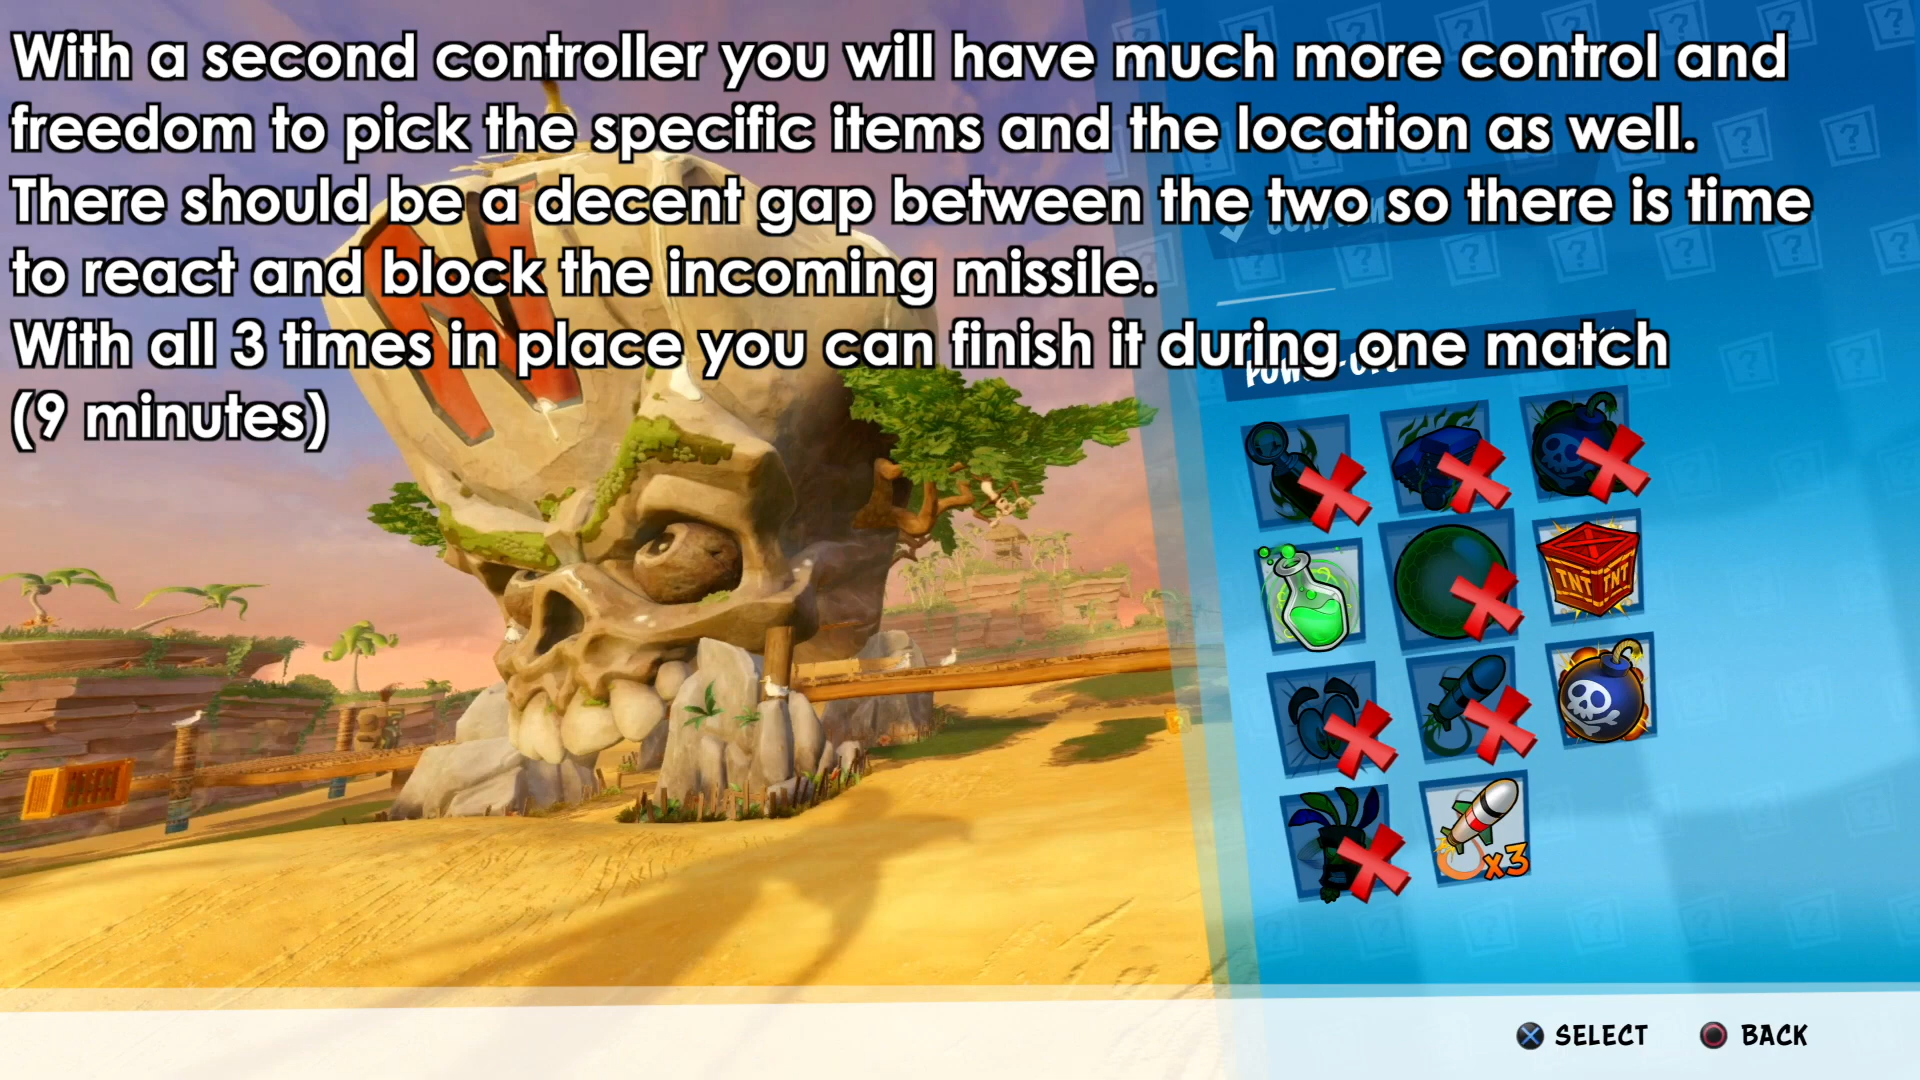 With a second controller you will have much more control and
freedom to pick the specific items and the location as well.
There should be a decent gap between the two so there is time
to react and block the incoming missile.
With all 3 times in place you can finish it during one match
(9 minutes)
N
TNT TNT
x3
SELECT BACK